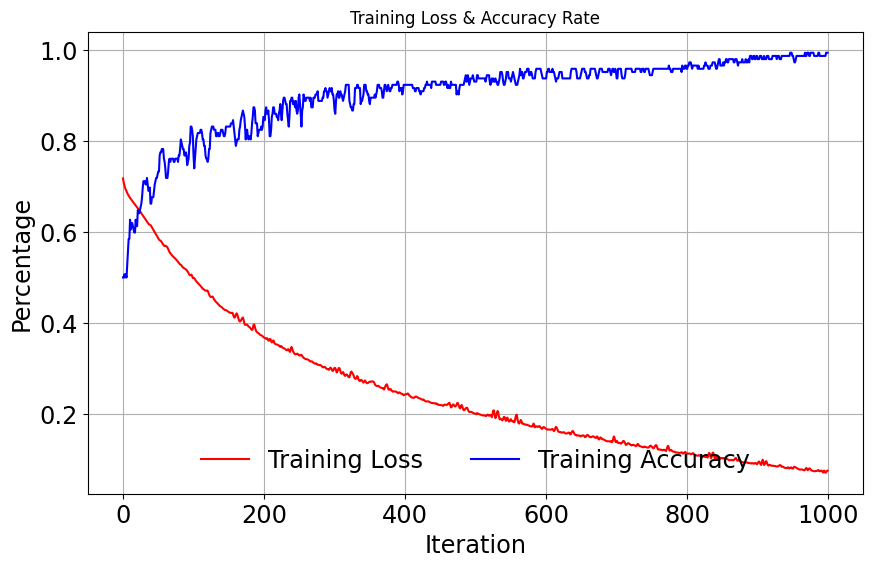 Training Loss & Accuracy Rate
1.0
0.8
0.6
0.4
0.2
Percentage
Training Loss
Training Accuracy
0 200 400 600 800 1000
Iteration